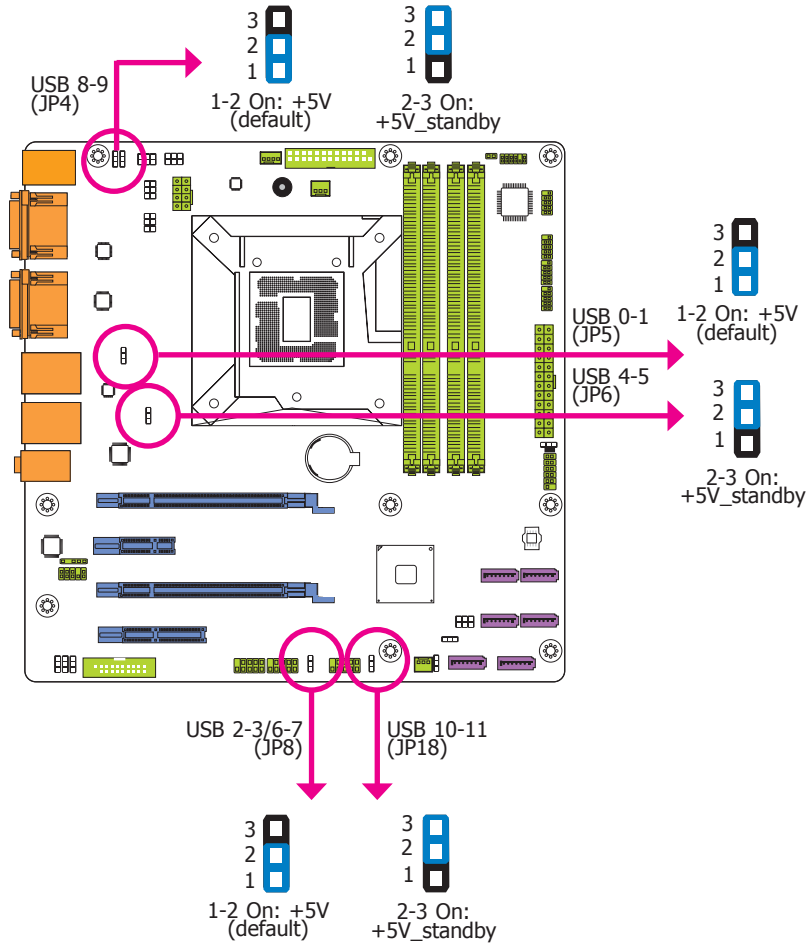 3
2
1
1-2 On: +5V
(default)
3
2
1
2-3 On:
+5V_standby
USB 8-9
(JP4)
USB 0-1
(JP5)
3
2
1
1-2 On: +5V
(default)
USB 4-5
(JP6)
3
2
1
2-3 On:
+5V_standby
USB 2-3/6-7
(JP8)
USB 10-11
(JP18)
3
2
1
1-2 On: +5V
(default)
3
2
1
2-3 On:
+5V_standby